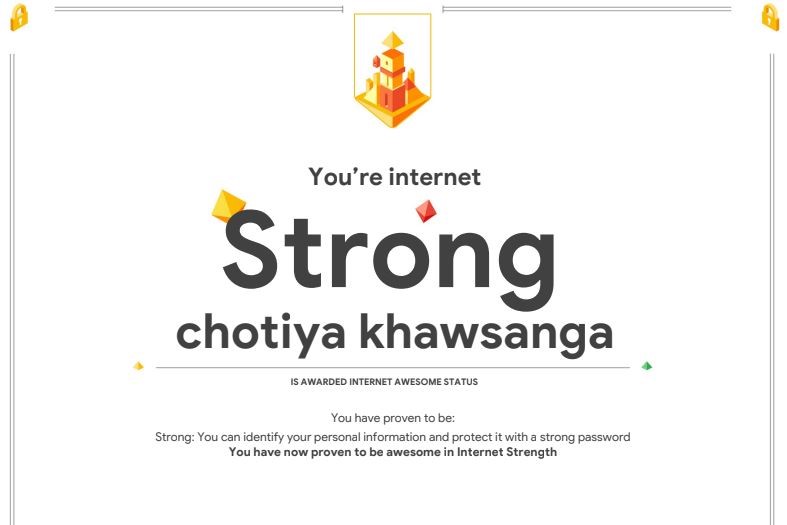 You’re internet
Strong
chotiya khawsanga
IS AWARDED INTERNET AWESOME STATUS
You have proven to be:
Strong: You can identify your personal information and protect it with a strong password
You have now proven to be awesome in Internet Strength